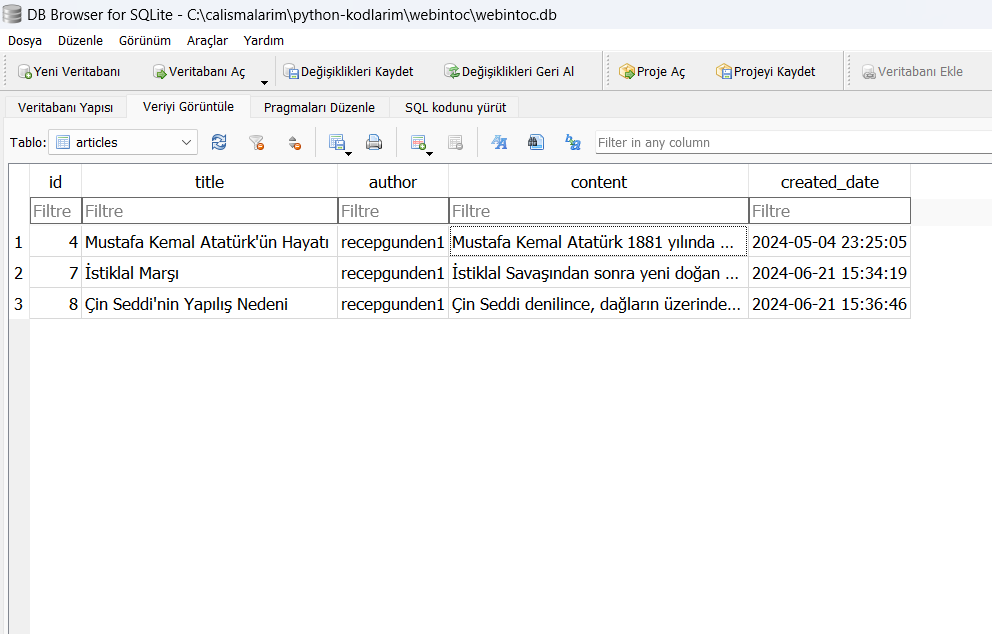 DB Browser for SQLite - C:\calismalarim\python-kodlarim\webintoc\webintoc.db
Dosya Düzenle Görünüm Araçlar Yardım
Yeni Veritabanı Veritabanı Aç Değişiklikleri Kaydet Değişiklikleri Geri Al Proje Aç Projeyi Kaydet Veritabanı Ekle
Veritabanı Yapısı Veriyi Görüntüle Pragmaları Düzenle SQL kodunu yürüt
Tablo: articles Filter in any column
id title author content created_date
Filtre Filtre Filtre Filtre Filtre
1 4 Mustafa Kemal Atatürk'ün Hayatı recepgunden1 Mustafa Kemal Atatürk 1881 yılında ... 2024-05-04 23:25:05
2 7 İstiklal Marşı recepgunden1 İstiklal Savaşından sonra yeni doğan ... 2024-06-21 15:34:19
3 8 Çin Seddi'nin Yapılış Nedeni recepgunden1 Çin Seddi denilince, dağların üzerinde... 2024-06-21 15:36:46